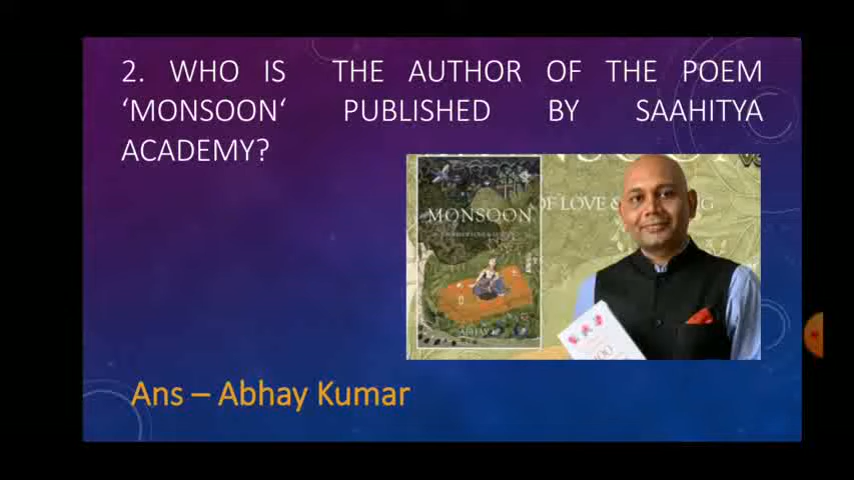 2. WHO IS THE AUTHOR OF THE POEM
‘MONSOON‘ PUBLISHED BY SAAHITYA
ACADEMY?
OF LOVE &
MONSOON
Ans – Abhay Kumar